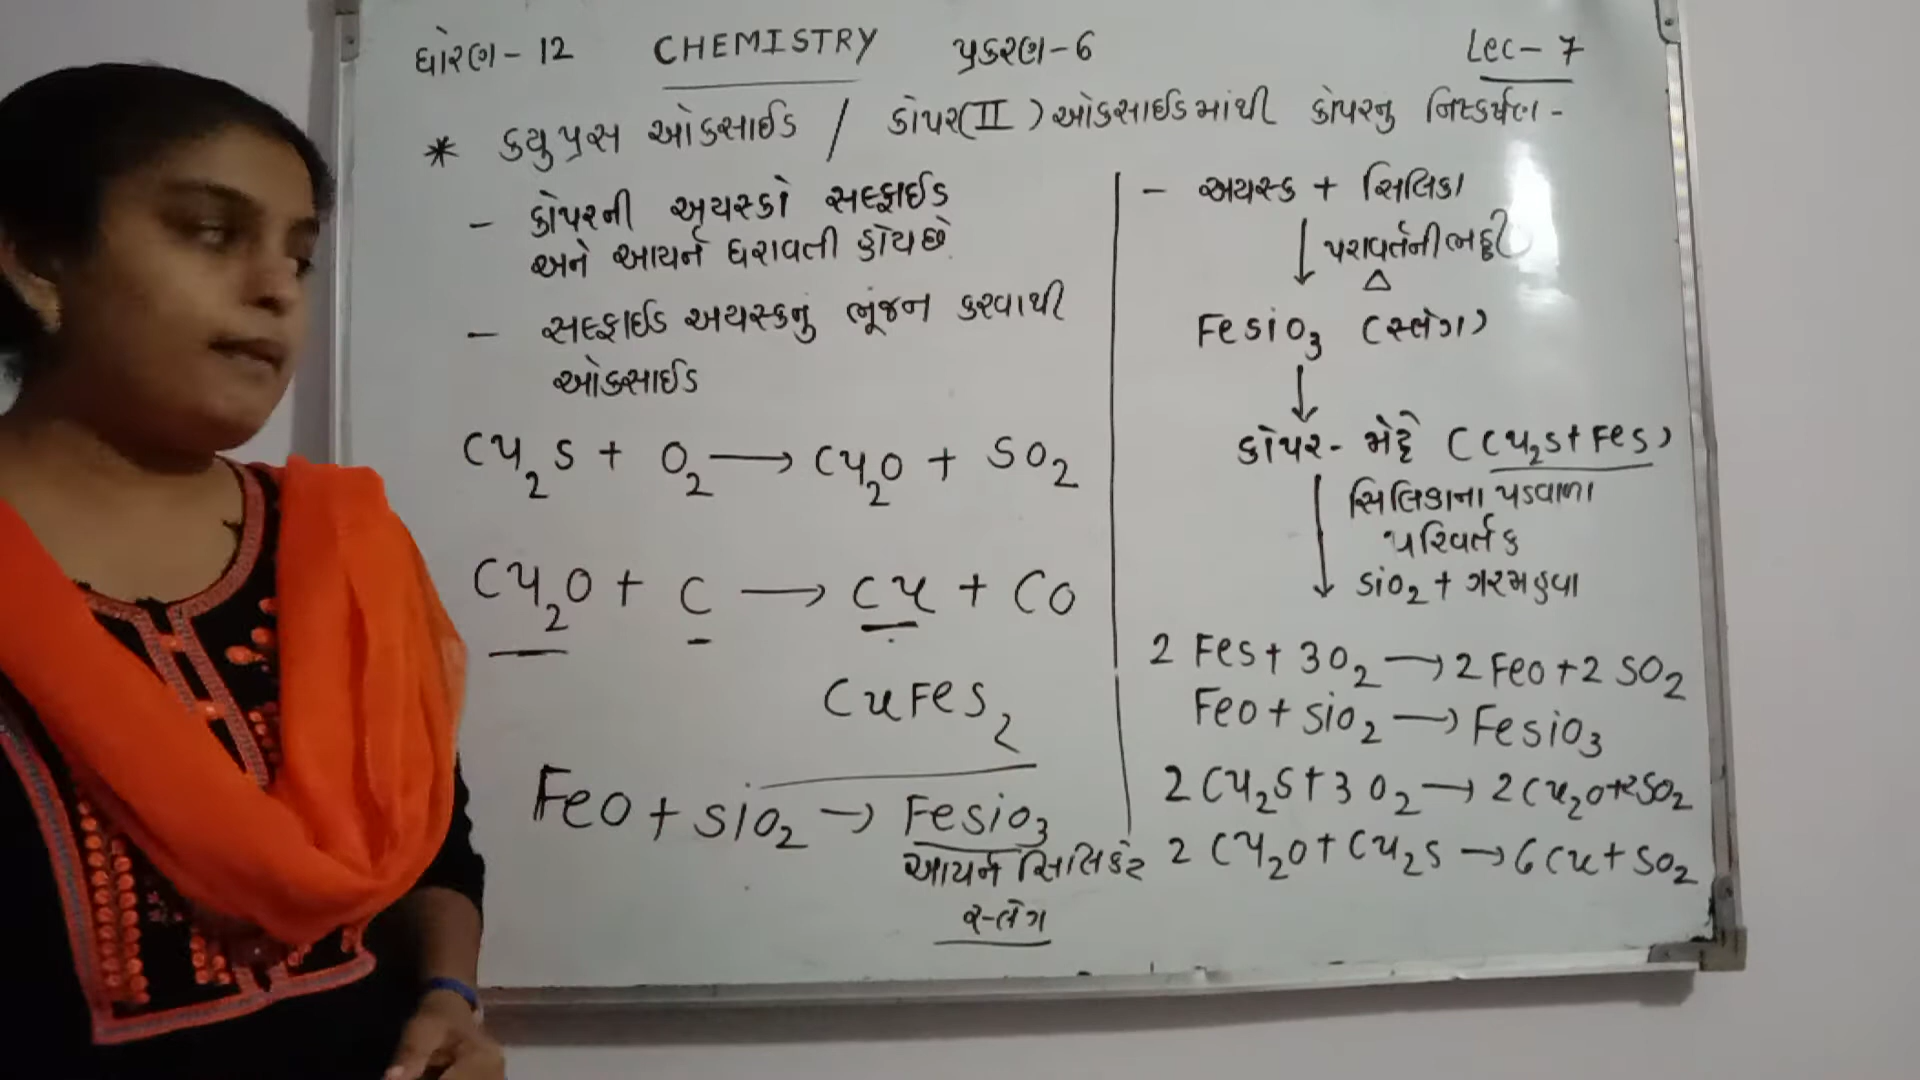 ધોરણ - 12 CHEMISTRY પ્રકરણ - 6 Lec - 7
* ક્યુપ્રસ ઓક્સાઈડ / કોપર(II) ઓક્સાઈડમાંથી કોપરનુ નિષ્કર્ષણ -
- કોપરની અયસ્કો સલ્ફાઈડ
અને આયર્ન ધરાવતી હોય છે.
- સલ્ફાઈડ અયસ્કનું ભૂંજન કરવાથી
ઓક્સાઈડ
Cu₂S + O₂ → Cu₂O + SO₂
Cu₂O + C → Cu + CO
CuFeS₂
FeO + SiO₂ → FeSiO₃
આયર્ન સિલિકેટ
સ્લેગ
- અયસ્ક + સિલિકા
↓ પરાવર્તની ભઠ્ઠી
Δ
FeSiO₃ (સ્લેગ)
↓
કોપર - મેટ્ટે (Cu₂S + FeS)
↓ સિલિકાના પડવાળા
પરિવર્તક
SiO₂ + ગરમ હવા
2 FeS + 3O₂ → 2 FeO + 2 SO₂
FeO + SiO₂ → FeSiO₃
2 Cu₂S + 3 O₂ → 2 Cu₂O + 2SO₂
2 Cu₂O + Cu₂S → 6 Cu + SO₂